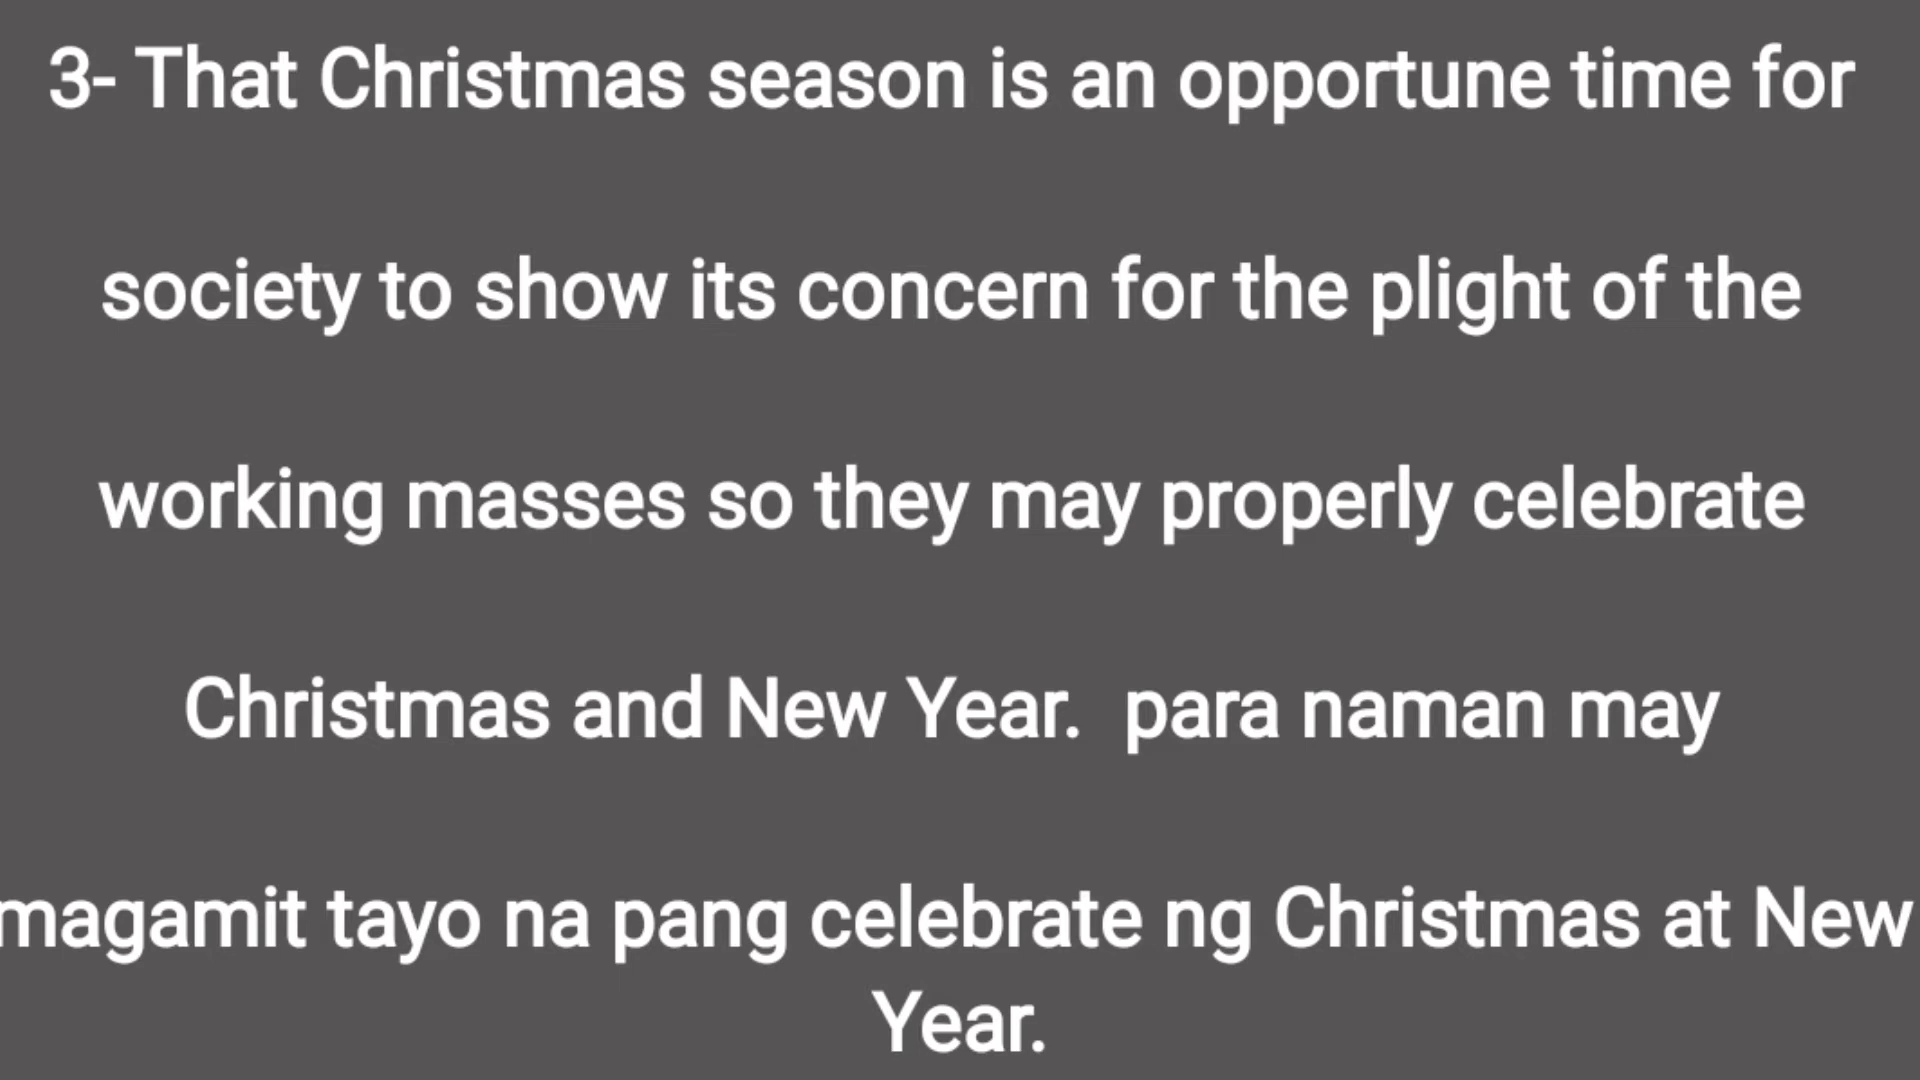 3- That Christmas season is an opportune time for
society to show its concern for the plight of the
working masses so they may properly celebrate
Christmas and New Year.  para naman may
magamit tayo na pang celebrate ng Christmas at New
Year.